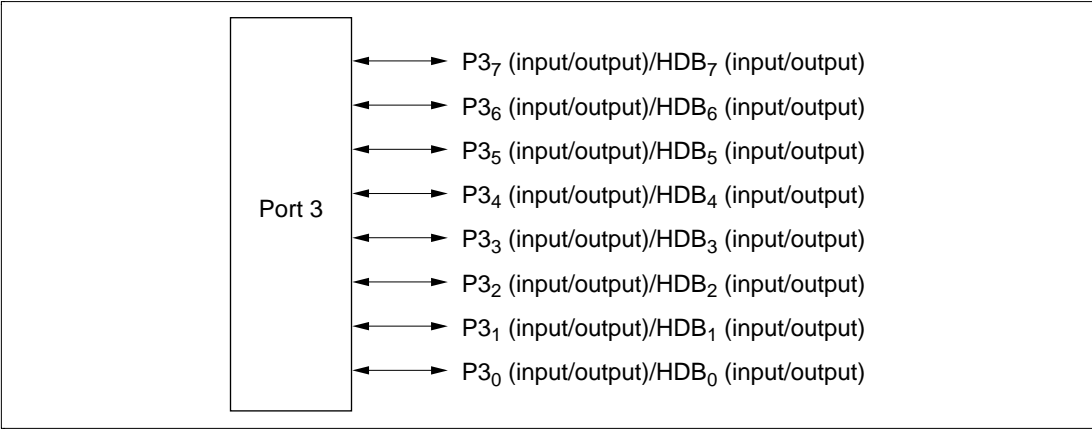 P3₇ (input/output)/HDB₇ (input/output)
P3₆ (input/output)/HDB₆ (input/output)
P3₅ (input/output)/HDB₅ (input/output)
P3₄ (input/output)/HDB₄ (input/output)
Port 3
P3₃ (input/output)/HDB₃ (input/output)
P3₂ (input/output)/HDB₂ (input/output)
P3₁ (input/output)/HDB₁ (input/output)
P3₀ (input/output)/HDB₀ (input/output)